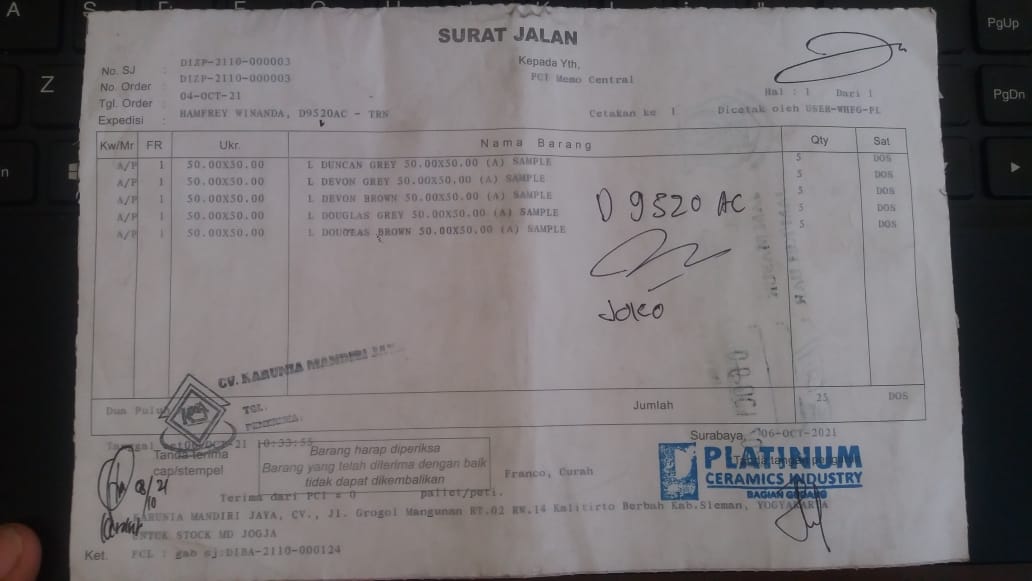 SURAT JALAN
No. SJ : DIZP-2110-000003
No. Order : DIZP-2110-000003
Tgl. Order : 04-OCT-21
Expedisi : HAMFREY WINANDA, D9520AC - TRN
Kepada Yth,
PCI Memo Central
Hal : 1 Dari 1
Cetakan ke 1 Dicetak oleh USER-WHFG-PL
Kw/Mr FR Ukr. Nama Barang Qty Sat
A/P 1 50.00X50.00 L DUNCAN GREY 50.00X50.00 (A) SAMPLE 5 DOS
A/P 1 50.00X50.00 L DEVON GREY 50.00X50.00 (A) SAMPLE 5 DOS
A/P 1 50.00X50.00 L DEVON BROWN 50.00X50.00 (A) SAMPLE 5 DOS
A/P 1 50.00X50.00 L DOUGLAS GREY 50.00X50.00 (A) SAMPLE 5 DOS
A/P 1 50.00X50.00 L DOUGLAS BROWN 50.00X50.00 (A) SAMPLE 5 DOS
D 9520 AC
Joko
CV. KARUNIA MANDIRI
TGL.
PENERIMA.
Dua Puluh
Jumlah 25 DOS
Tanggal 06/OCT/21 10:33:55
Surabaya, 06-OCT-2021
Tanda terima
cap/stempel
Barang harap diperiksa
Barang yang telah diterima dengan baik
tidak dapat dikembalikan
Franco, Curah
Tanda tangan
PLATINUM
CERAMICS INDUSTRY
BAGIAN GUDANG
08/21
10
Terima dari PCI = 0 pallet/peti.
KARUNIA MANDIRI JAYA, CV., Jl. Grogol Mangunan RT.02 RW.14 Kalitirto Berbah Kab.Sleman, YOGYAKARTA
UNTUK STOCK MD JOGJA
Ket. FCL : gab sj:DIBA-2110-000124
A
Z
PgUp
PgDn